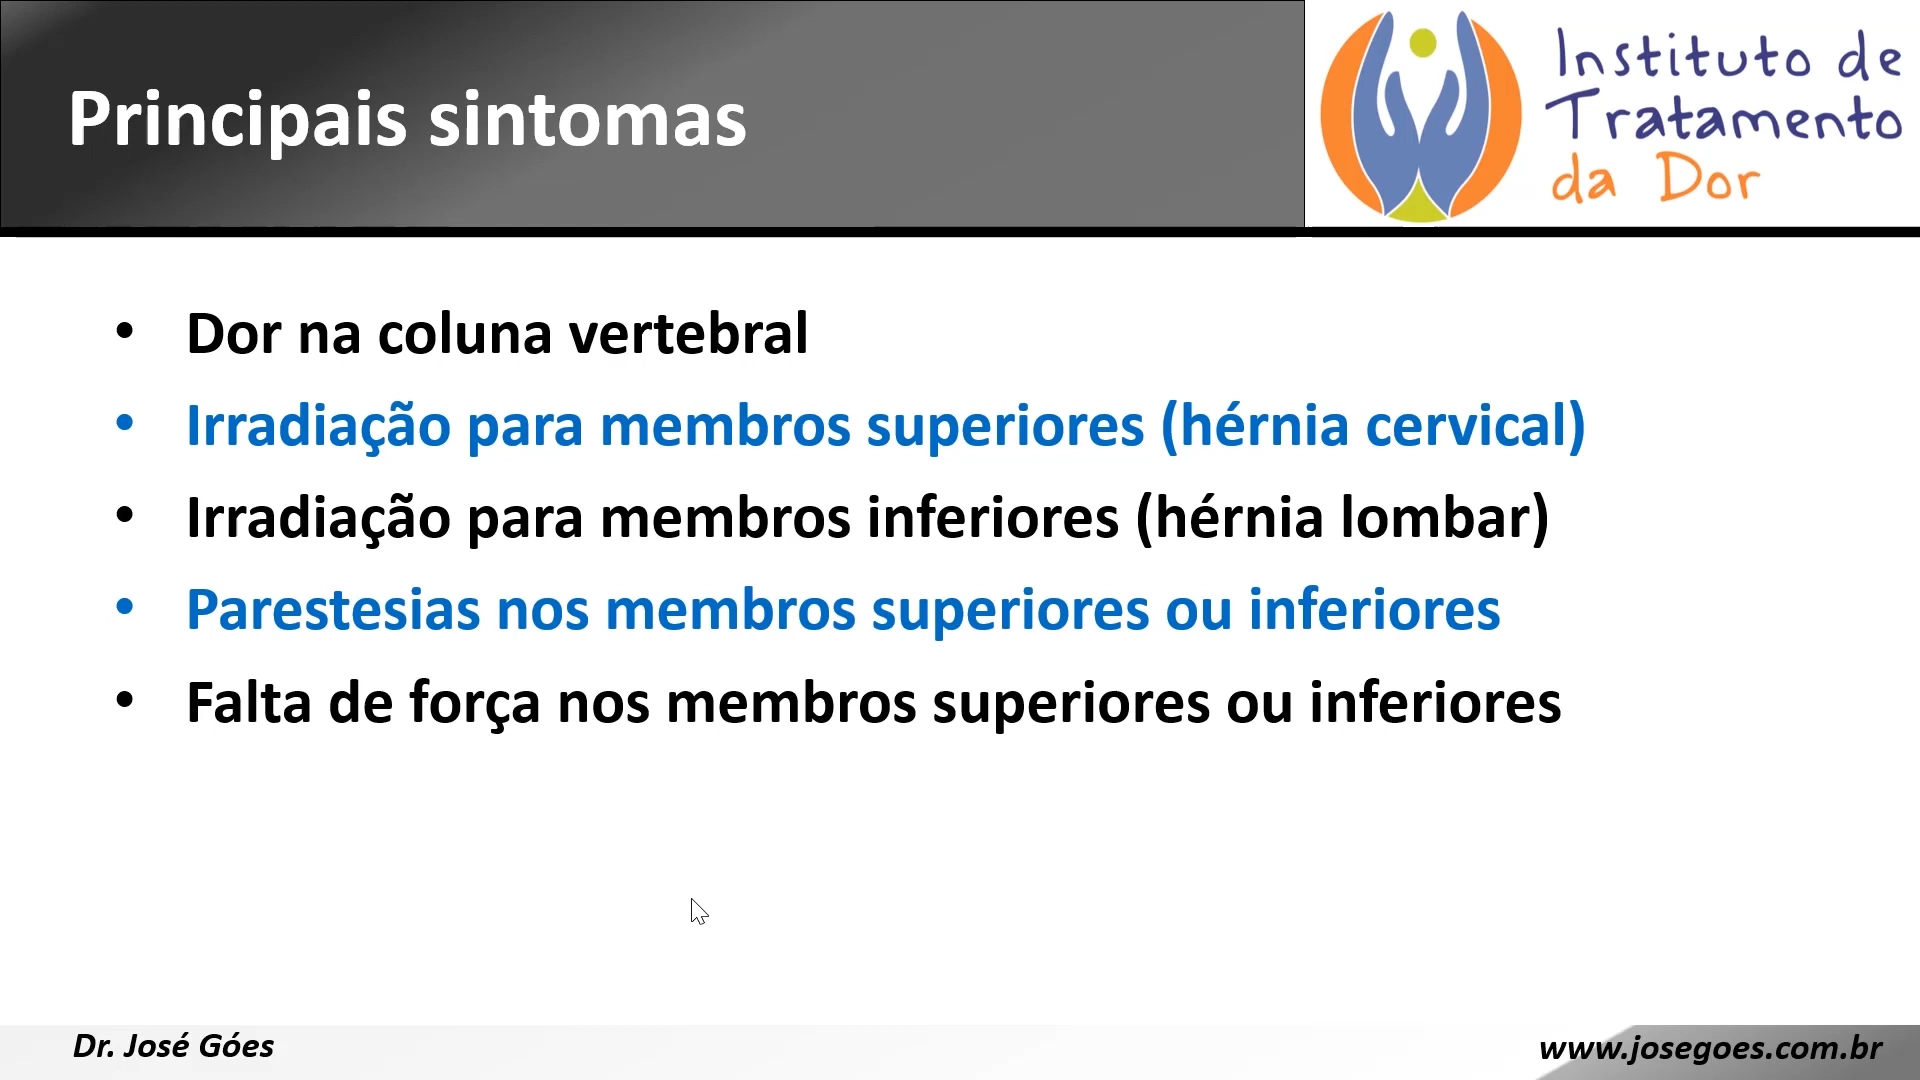 Principais sintomas
Instituto de
Tratamento
da Dor
• Dor na coluna vertebral
• Irradiação para membros superiores (hérnia cervical)
• Irradiação para membros inferiores (hérnia lombar)
• Parestesias nos membros superiores ou inferiores
• Falta de força nos membros superiores ou inferiores
Dr. José Góes
www.josegoes.com.br